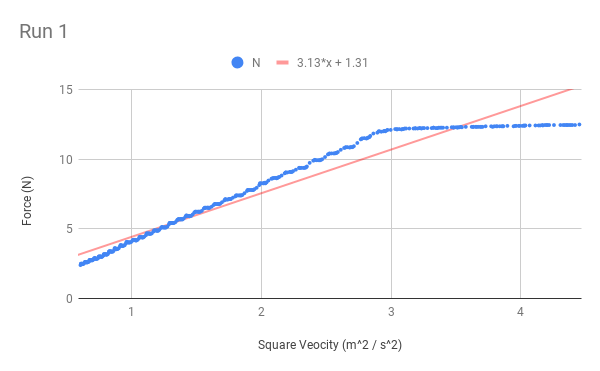 Run 1
N 3.13*x + 1.31
15
10
5
0
Force (N)
1 2 3 4
Square Veocity (m^2 / s^2)